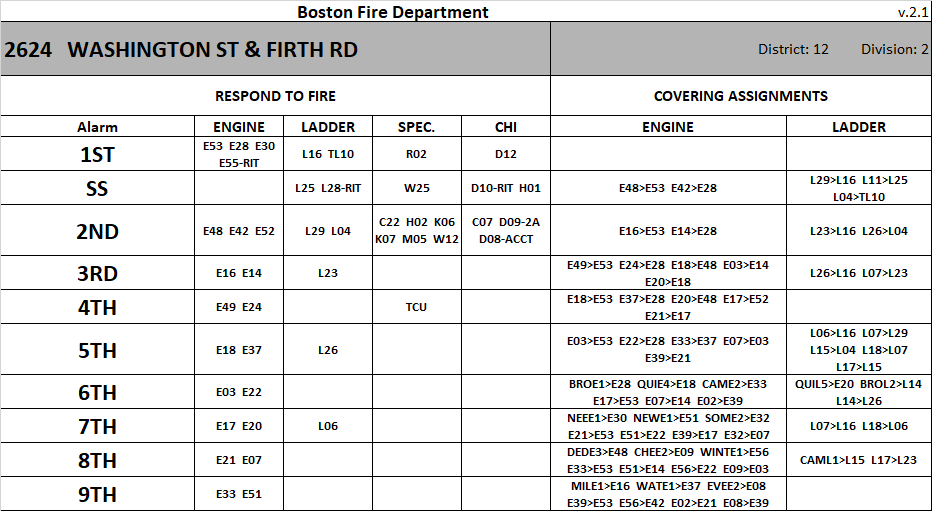 Boston Fire Department v.2.1
2624 WASHINGTON ST & FIRTH RD District: 12 Division: 2
RESPOND TO FIRE COVERING ASSIGNMENTS
Alarm ENGINE LADDER SPEC. CHI ENGINE LADDER
1ST
E53 E28 E30
E55-RIT
L16 TL10
R02
D12
SS
L25 L28-RIT
W25
D10-RIT H01
E48>E53 E42>E28
L29>L16 L11>L25
L04>TL10
2ND
E48 E42 E52
L29 L04
C22 H02 K06
K07 M05 W12
C07 D09-2A
D08-ACCT
E16>E53 E14>E28
L23>L16 L26>L04
3RD
E16 E14
L23
E49>E53 E24>E28 E18>E48 E03>E14
E20>E18
L26>L16 L07>L23
4TH
E49 E24
TCU
E18>E53 E37>E28 E20>E48 E17>E52
E21>E17
5TH
E18 E37
L26
E03>E53 E22>E28 E33>E37 E07>E03
E39>E21
L06>L16 L07>L29
L15>L04 L18>L07
L17>L15
6TH
E03 E22
BROE1>E28 QUIE4>E18 CAME2>E33
E17>E53 E07>E14 E02>E39
QUIL5>E20 BROL2>L14
L14>L26
7TH
E17 E20
L06
NEEE1>E30 NEWE1>E51 SOME2>E32
E21>E53 E51>E22 E39>E17 E32>E07
L07>L16 L18>L06
8TH
E21 E07
DEDE3>E48 CHEE2>E09 WINTE1>E56
E33>E53 E51>E14 E56>E22 E09>E03
CAML1>L15 L17>L23
9TH
E33 E51
MILE1>E16 WATE1>E37 EVEE2>E08
E39>E53 E56>E42 E02>E21 E08>E39